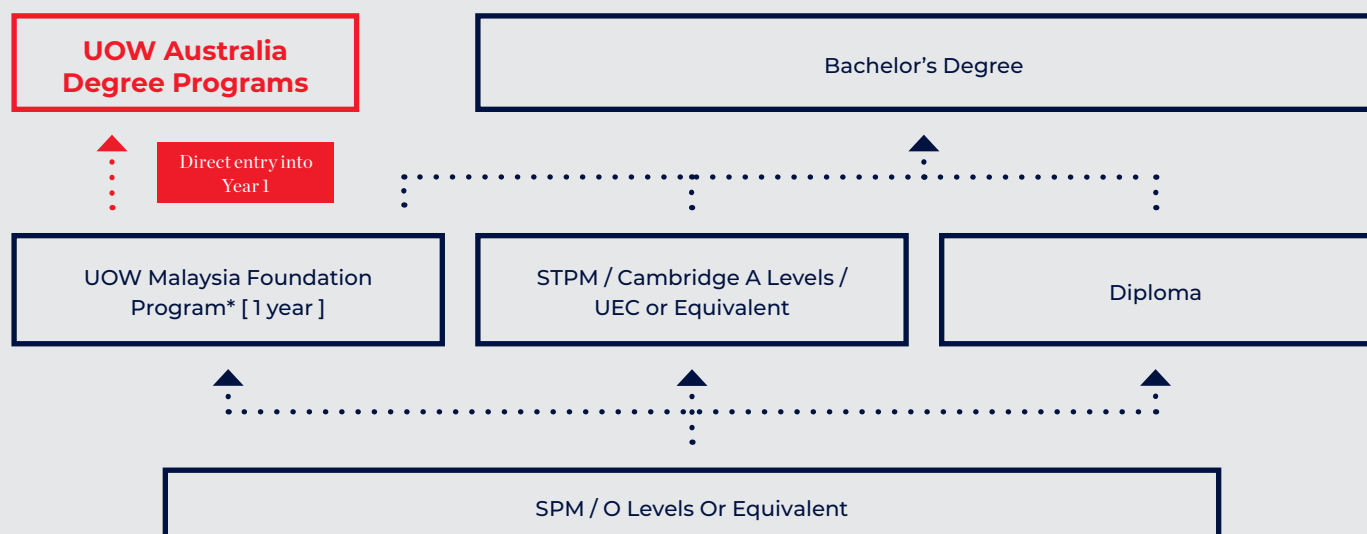 UOW Australia
Degree Programs
Bachelor's Degree
Direct entry into
Year 1
UOW Malaysia Foundation
Program* [ 1 year ]
STPM / Cambridge A Levels /
UEC or Equivalent
Diploma
SPM / O Levels Or Equivalent